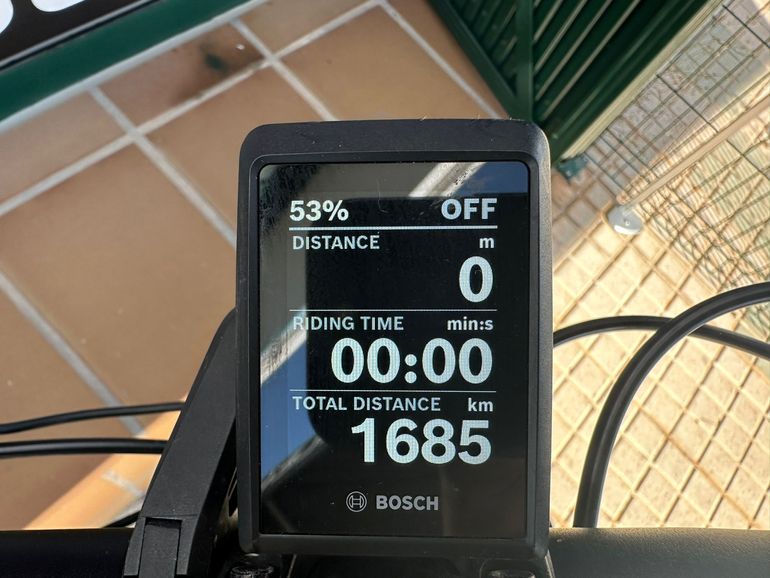 53% OFF
DISTANCE m
0
RIDING TIME min:s
00:00
TOTAL DISTANCE km
1685
BOSCH